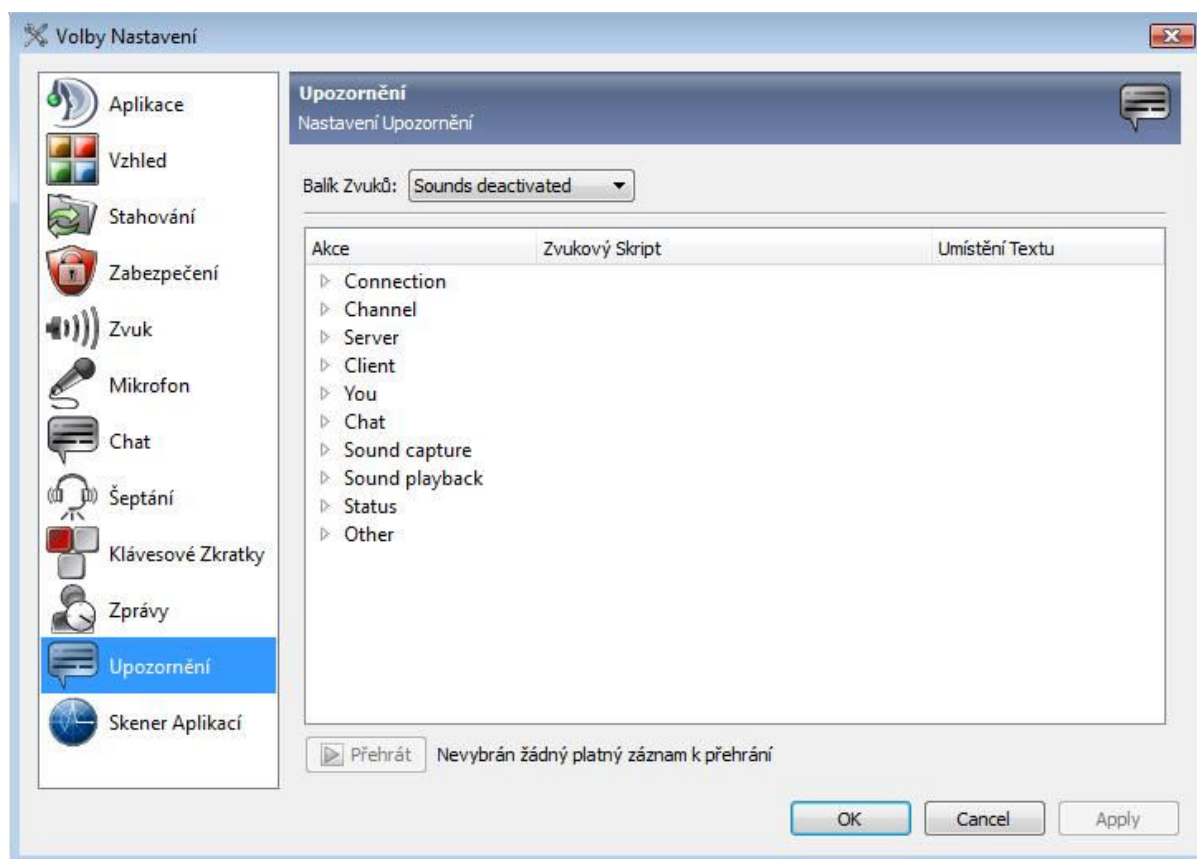 Volby Nastavení
Aplikace
Vzhled
Stahování
Zabezpečení
Zvuk
Mikrofon
Chat
Šeptání
Klávesové Zkratky
Zprávy
Upozornění
Skener Aplikací
Upozornění
Nastavení Upozornění
Balík Zvuků: Sounds deactivated
Akce Zvukový Skript Umístění Textu
Connection
Channel
Server
Client
You
Chat
Sound capture
Sound playback
Status
Other
Přehrát Nevybrán žádný platný záznam k přehrání
OK Cancel Apply